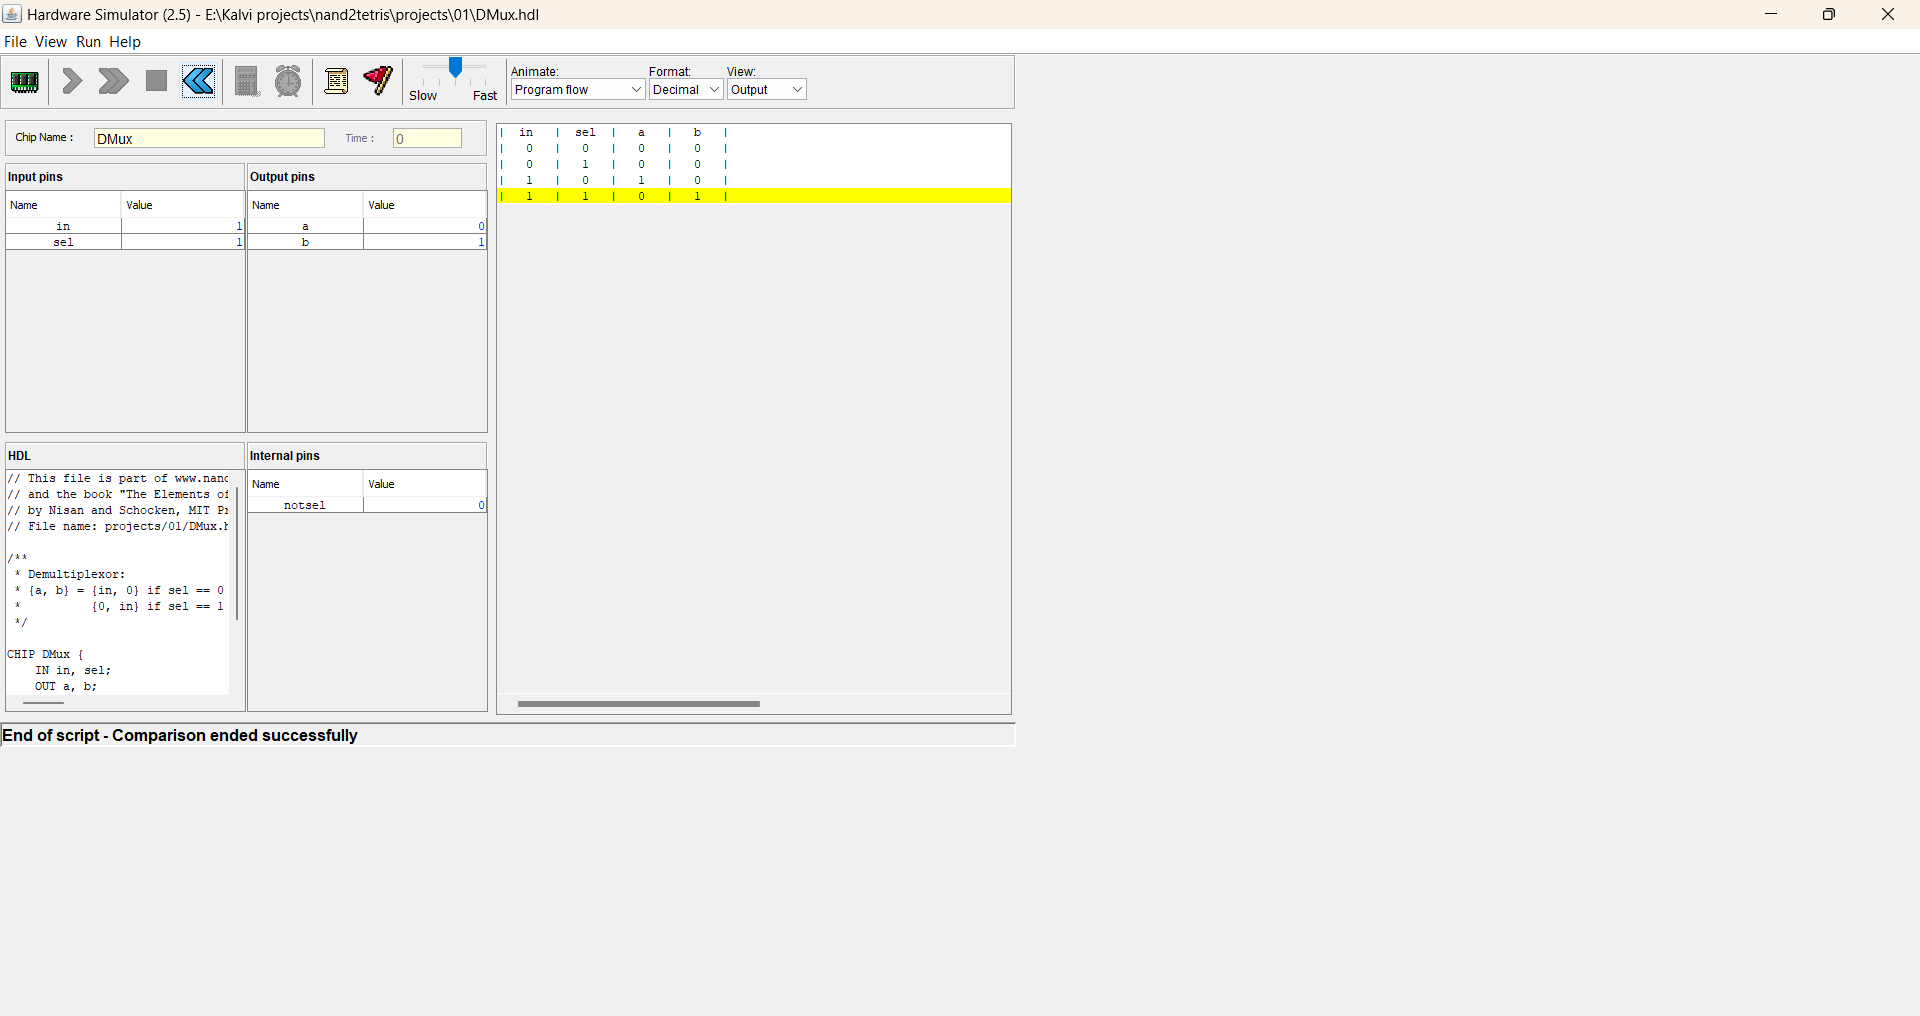 Hardware Simulator (2.5) - E:\Kalvi projects\nand2tetris\projects\01\DMux.hdl
File View Run Help
Slow Fast
Animate: Format: View:
Program flow Decimal Output
Chip Name : DMux Time : 0
Input pins Output pins
Name Value Name Value
in 1 a 0
sel 1 b 1
HDL Internal pins
// This file is part of www.nand
// and the book "The Elements of
// by Nisan and Schocken, MIT Pr
// File name: projects/01/DMux.h
/**
* Demultiplexor:
* {a, b} = {in, 0} if sel == 0
* {0, in} if sel == 1
*/
CHIP DMux {
IN in, sel;
OUT a, b;
Name Value
notsel 0
| in | sel | a | b |
| 0 | 0 | 0 | 0 |
| 0 | 1 | 0 | 0 |
| 1 | 0 | 1 | 0 |
| 1 | 1 | 0 | 1 |
End of script - Comparison ended successfully